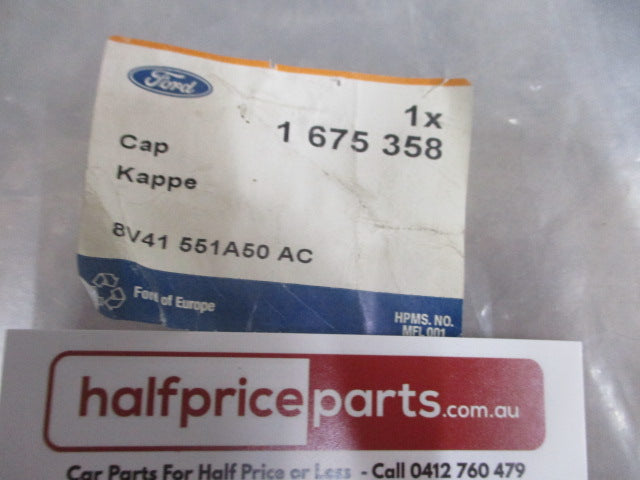 Ford
1x
1 675 358
Cap
Kappe
8V41 551A50 AC
Ford of Europe
HPMS. NO.
MFL001
halfpriceparts.com.au
Car Parts For Half Price or Less - Call 0412 760 479